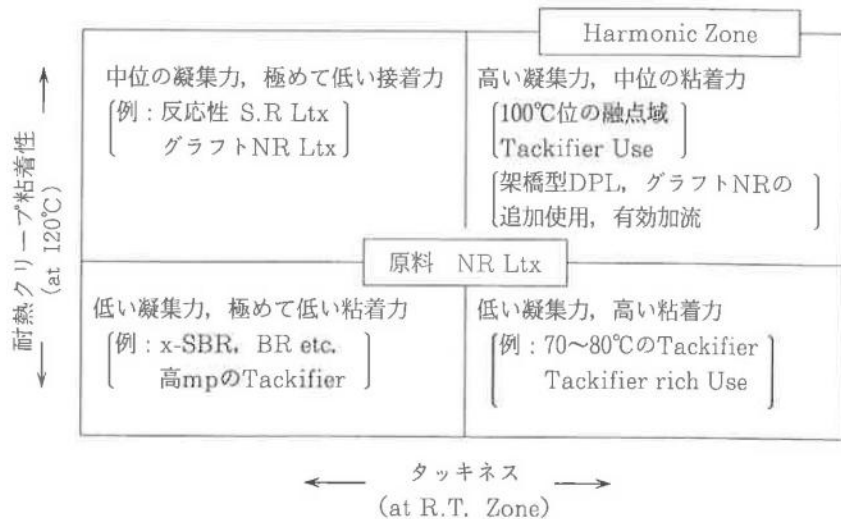 Harmonic Zone
中位の凝集力, 極めて低い接着力
例：反応性 S.R Ltx
グラフトNR Ltx
高い凝集力, 中位の粘着力
100℃位の融点域
Tackifier Use
架橋型DPL, グラフトNRの
追加使用, 有効加流
原料 NR Ltx
低い凝集力, 極めて低い粘着力
例：x-SBR, BR etc.
高mpのTackifier
低い凝集力, 高い粘着力
例：70～80℃のTackifier
Tackifier rich Use
耐熱クリープ粘着性
(at 120℃)
タッキネス
(at R.T. Zone)